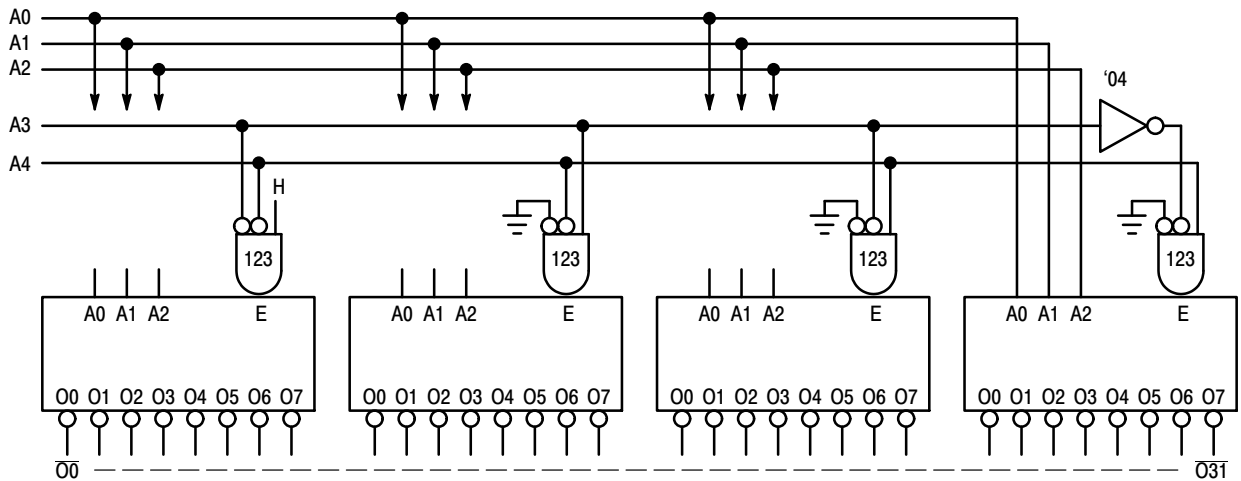 A0
A1
A2
‘04
A3
A4
H
123 123 123 123
A0 A1 A2 E A0 A1 A2 E A0 A1 A2 E A0 A1 A2 E
O0 O1 O2 O3 O4 O5 O6 O7 O0 O1 O2 O3 O4 O5 O6 O7 O0 O1 O2 O3 O4 O5 O6 O7 O0 O1 O2 O3 O4 O5 O6 O7
O0 O31